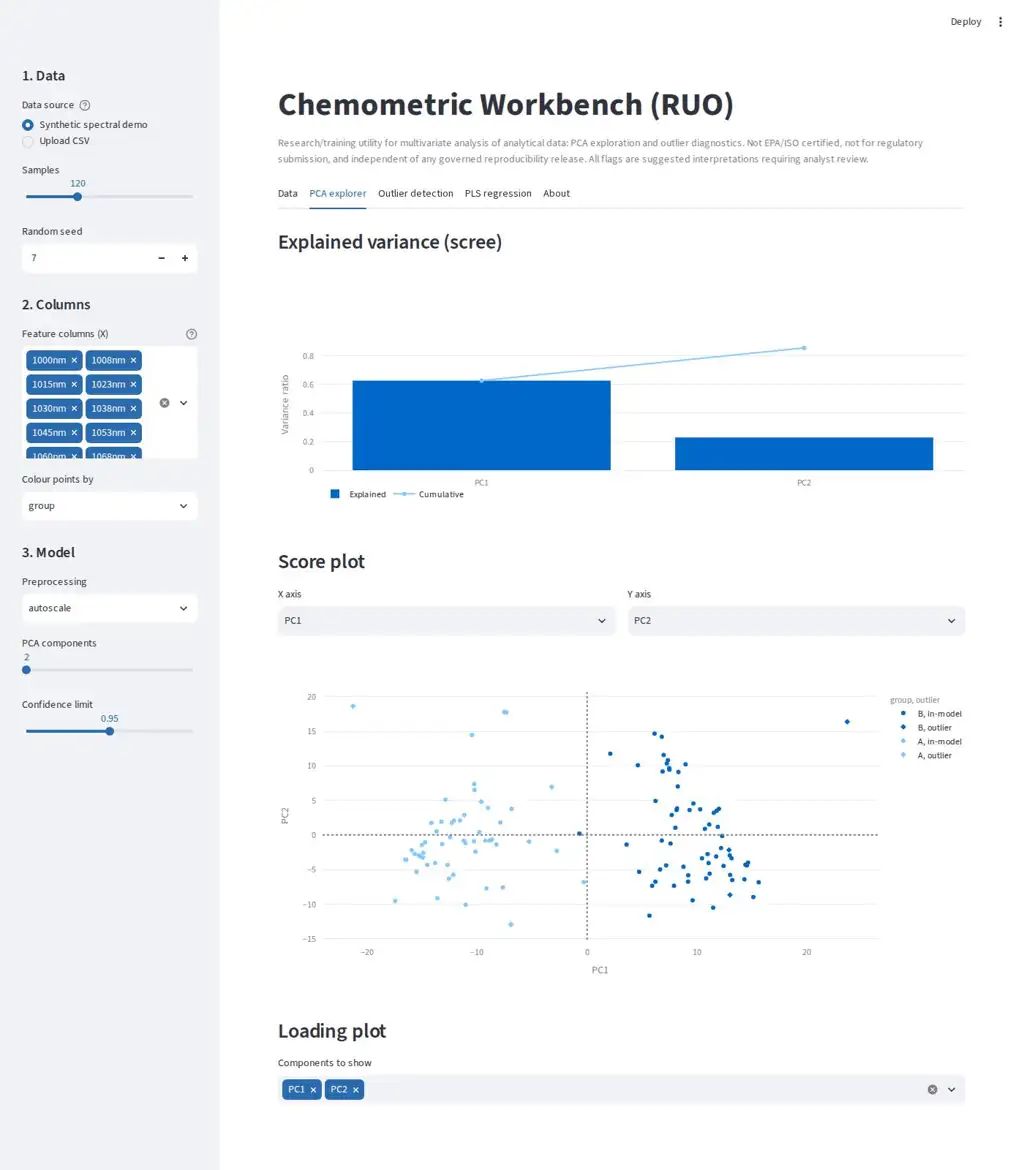 Deploy
1. Data
Data source
Synthetic spectral demo
Upload CSV
Samples
120
Random seed
7
2. Columns
Feature columns (X)
1000nm × 1008nm ×
1015nm × 1023nm ×
1030nm × 1038nm ×
1045nm × 1053nm ×
1060nm × 1068nm ×
Colour points by
group
3. Model
Preprocessing
autoscale
PCA components
2
Confidence limit
0.95
Chemometric Workbench (RUO)
Research/training utility for multivariate analysis of analytical data: PCA exploration and outlier diagnostics. Not EPA/ISO certified, not for regulatory
submission, and independent of any governed reproducibility release. All flags are suggested interpretations requiring analyst review.
Data PCA explorer Outlier detection PLS regression About
Explained variance (scree)
Variance ratio
0.8
0.6
0.4
0.2
0
PC1 PC2
Explained Cumulative
Score plot
X axis Y axis
PC1 PC2
PC2
20
15
10
5
0
−5
−10
−15
−20 −10 0 10 20
PC1
group, outlier
B, in-model
B, outlier
A, in-model
A, outlier
Loading plot
Components to show
PC1 × PC2 ×